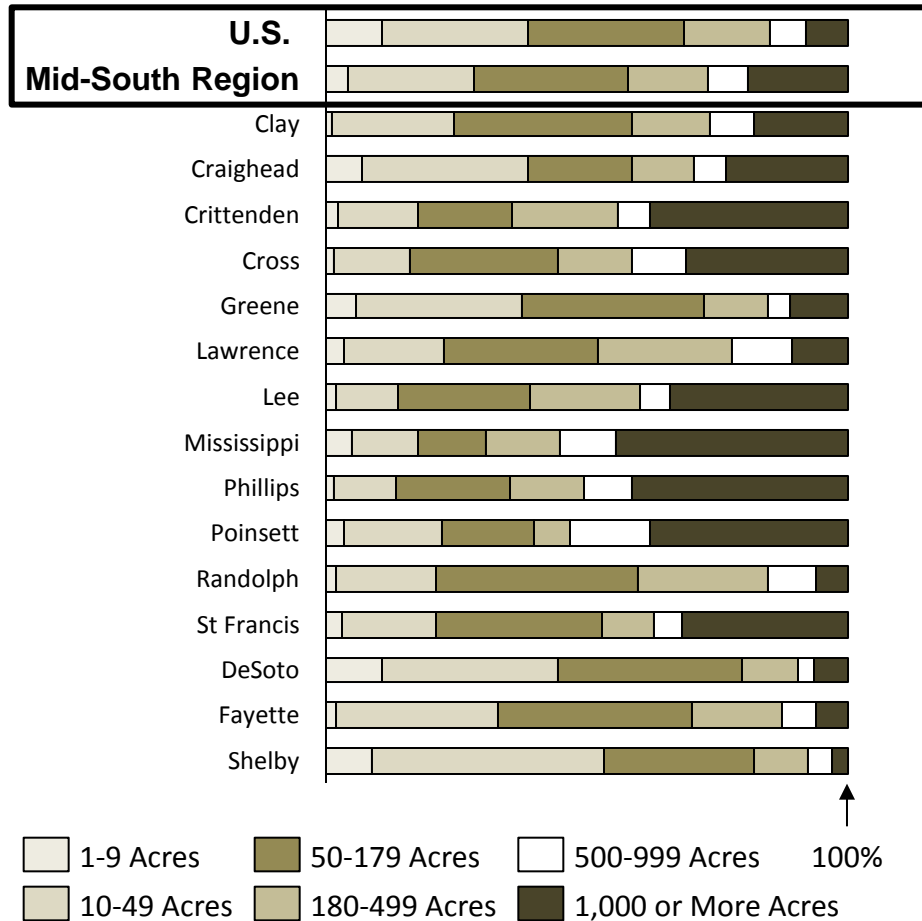 U.S.
Mid-South Region
Clay
Craighead
Crittenden
Cross
Greene
Lawrence
Lee
Mississippi
Phillips
Poinsett
Randolph
St Francis
DeSoto
Fayette
Shelby
1-9 Acres 50-179 Acres 500-999 Acres 100%
10-49 Acres 180-499 Acres 1,000 or More Acres